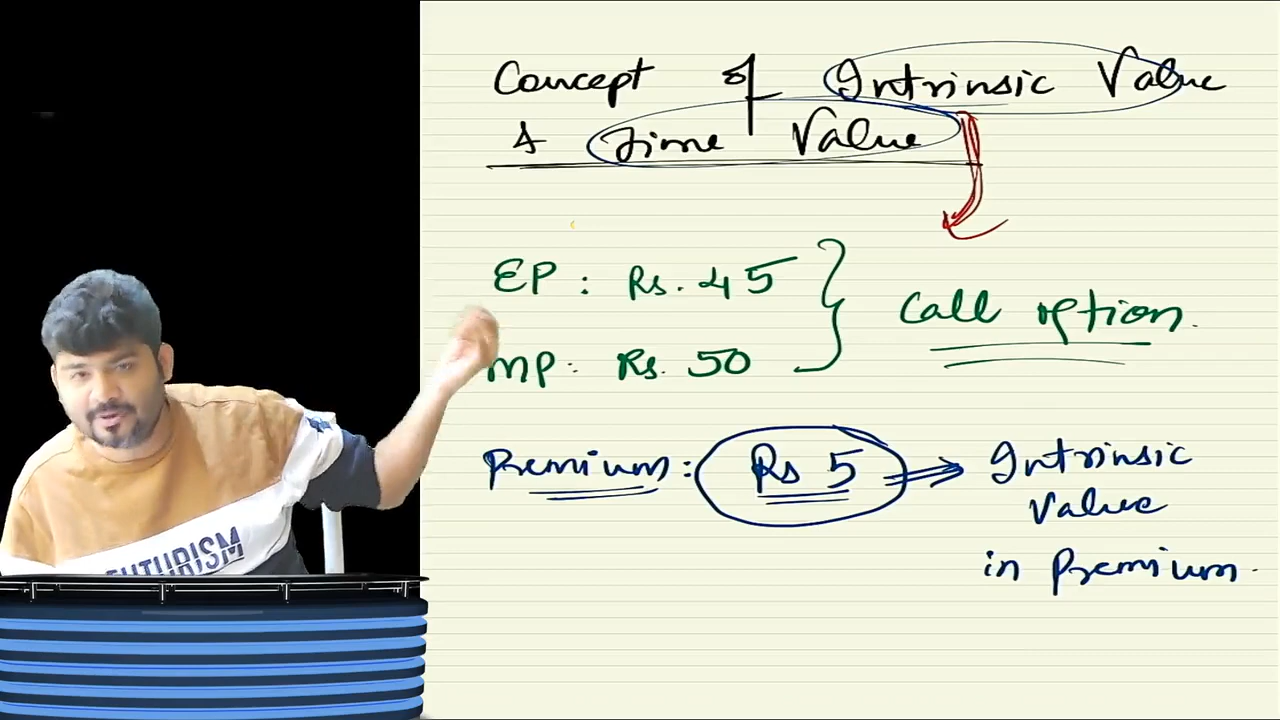 Concept of Intrinsic Value
& Time Value
EP : Rs. 45
MP : Rs. 50
Call option.
Premium : Rs 5 ⇒ Intrinsic
Value
in Premium.
FUTURISM